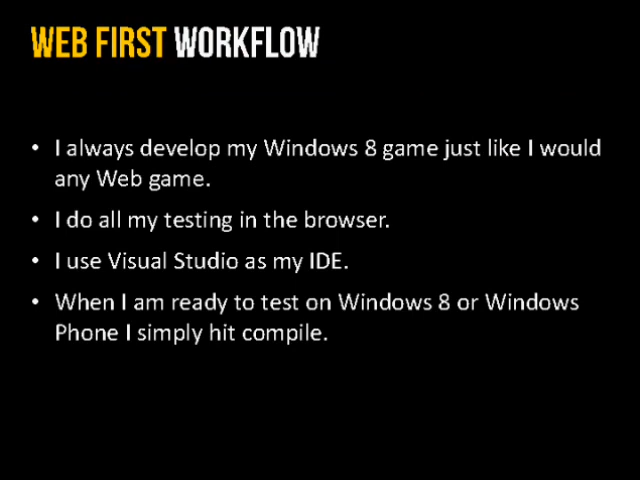 WEB FIRST WORKFLOW
• I always develop my Windows 8 game just like I would
any Web game.
• I do all my testing in the browser.
• I use Visual Studio as my IDE.
• When I am ready to test on Windows 8 or Windows
Phone I simply hit compile.